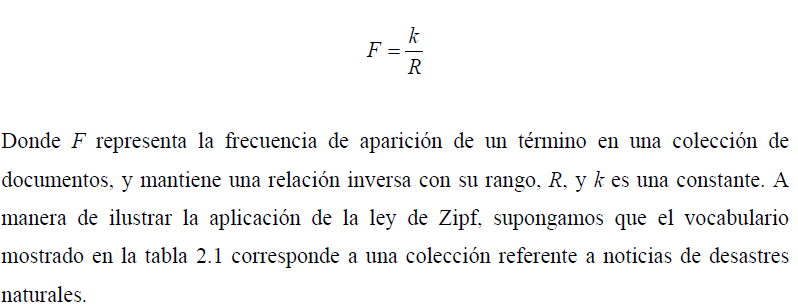 F = k/R
Donde F representa la frecuencia de aparición de un término en una colección de
documentos, y mantiene una relación inversa con su rango, R, y k es una constante. A
manera de ilustrar la aplicación de la ley de Zipf, supongamos que el vocabulario
mostrado en la tabla 2.1 corresponde a una colección referente a noticias de desastres
naturales.